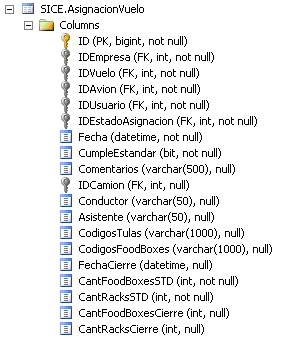 SICE.AsignacionVuelo
Columns
ID (PK, bigint, not null)
IDEmpresa (FK, int, not null)
IDVuelo (FK, int, not null)
IDAvion (FK, int, not null)
IDUsuario (FK, int, not null)
IDEstadoAsignacion (FK, int, not null)
Fecha (datetime, not null)
CumpleEstandar (bit, not null)
Comentarios (varchar(500), null)
IDCamion (FK, int, null)
Conductor (varchar(50), null)
Asistente (varchar(50), null)
CodigosTulas (varchar(1000), null)
CodigosFoodBoxes (varchar(1000), null)
FechaCierre (datetime, null)
CantFoodBoxesSTD (int, not null)
CantRacksSTD (int, not null)
CantFoodBoxesCierre (int, null)
CantRacksCierre (int, null)